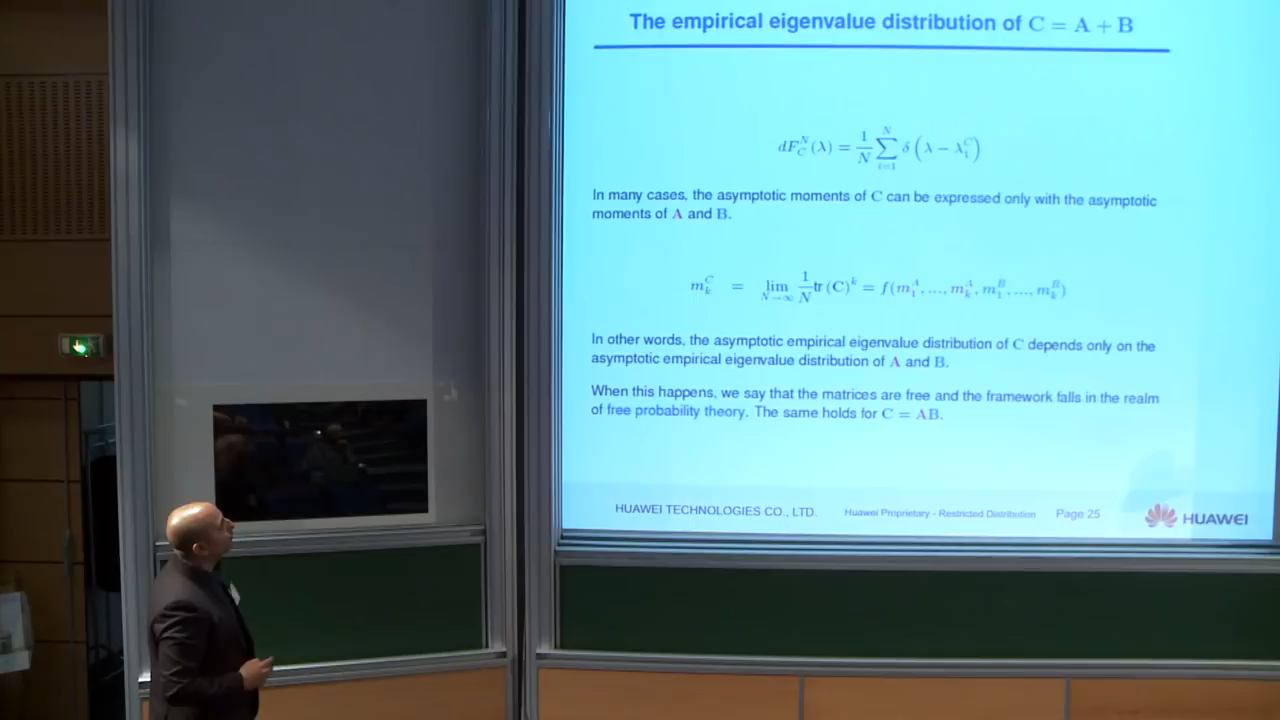 The empirical eigenvalue distribution of C = A + B
dF_C^N(λ) = 1/N ∑_{i=1}^N δ(λ − λ_i^C)
In many cases, the asymptotic moments of C can be expressed only with the asymptotic
moments of A and B.
m_k^C = lim_{N→∞} 1/N tr(C)^k = f(m_1^A, ..., m_k^A, m_1^B, ..., m_k^B)
In other words, the asymptotic empirical eigenvalue distribution of C depends only on the
asymptotic empirical eigenvalue distribution of A and B.
When this happens, we say that the matrices are free and the framework falls in the realm
of free probability theory. The same holds for C = AB.
HUAWEI TECHNOLOGIES CO., LTD. Huawei Proprietary - Restricted Distribution Page 25 HUAWEI